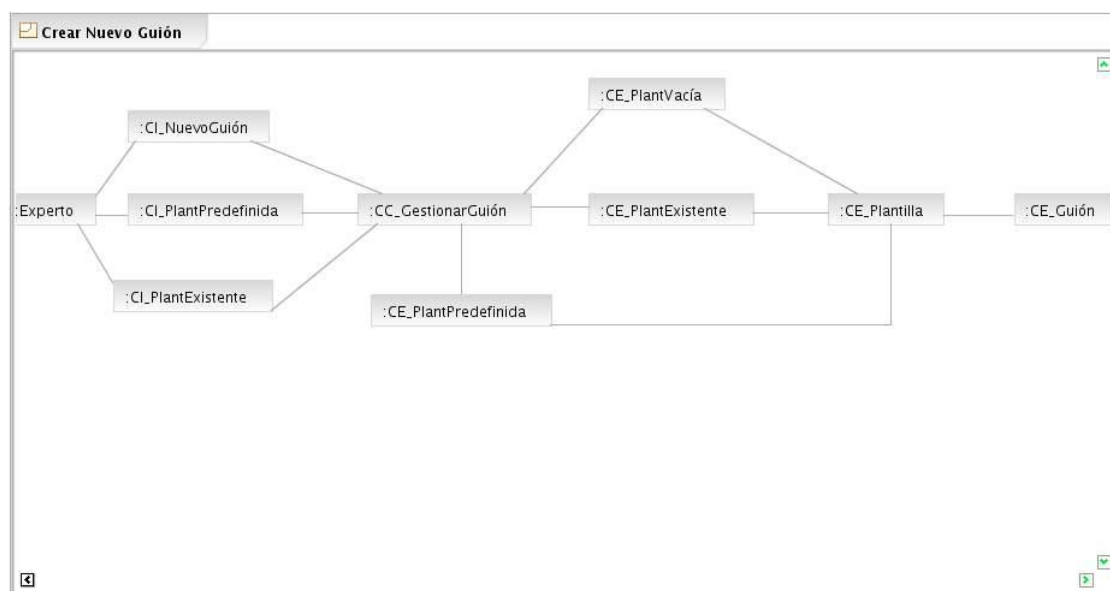 Crear Nuevo Guión
:CE_PlantVacía
:CI_NuevoGuión
:Experto
:CI_PlantPredefinida
:CC_GestionarGuión
:CE_PlantExistente
:CE_Plantilla
:CE_Guión
:CI_PlantExistente
:CE_PlantPredefinida